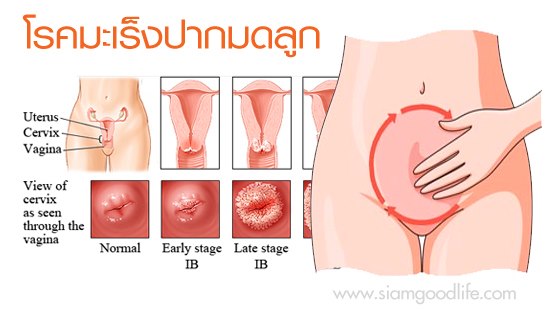 โรคมะเร็งปากมดลูก
Uterus
Cervix
Vagina
View of
cervix
as seen
through the
vagina
Normal
Early stage
IB
Late stage
IB
www.siamgoodlife.com